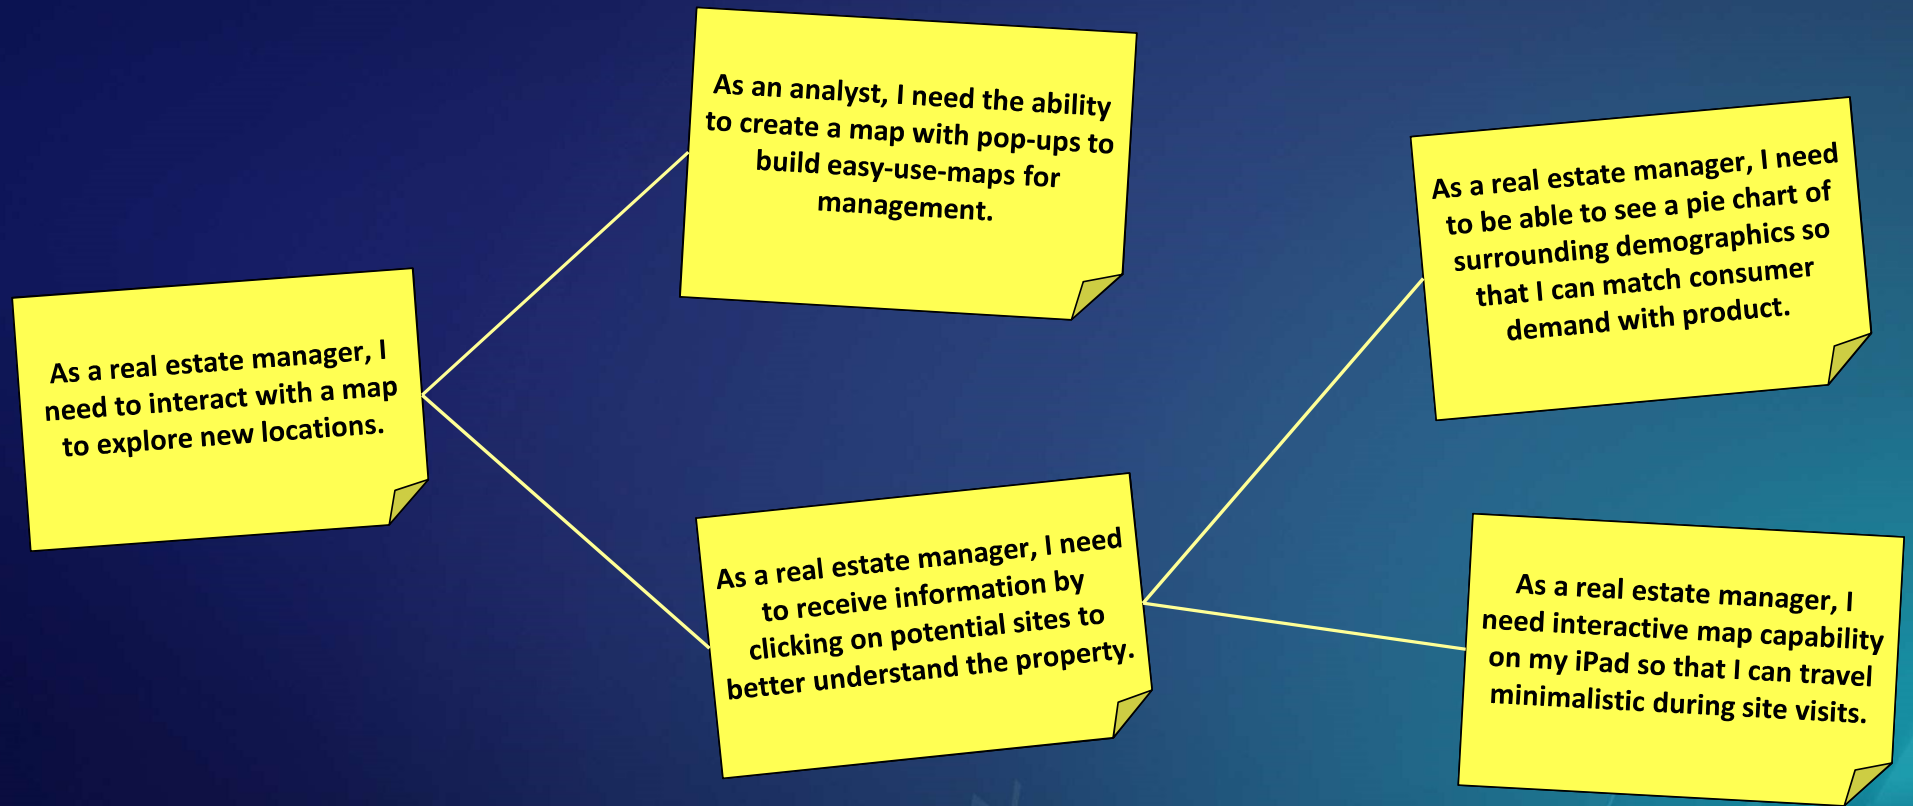 As a real estate manager, I
need to interact with a map
to explore new locations.
As an analyst, I need the ability
to create a map with pop-ups to
build easy-use-maps for
management.
As a real estate manager, I need
to receive information by
clicking on potential sites to
better understand the property.
As a real estate manager, I need
to be able to see a pie chart of
surrounding demographics so
that I can match consumer
demand with product.
As a real estate manager, I
need interactive map capability
on my iPad so that I can travel
minimalistic during site visits.